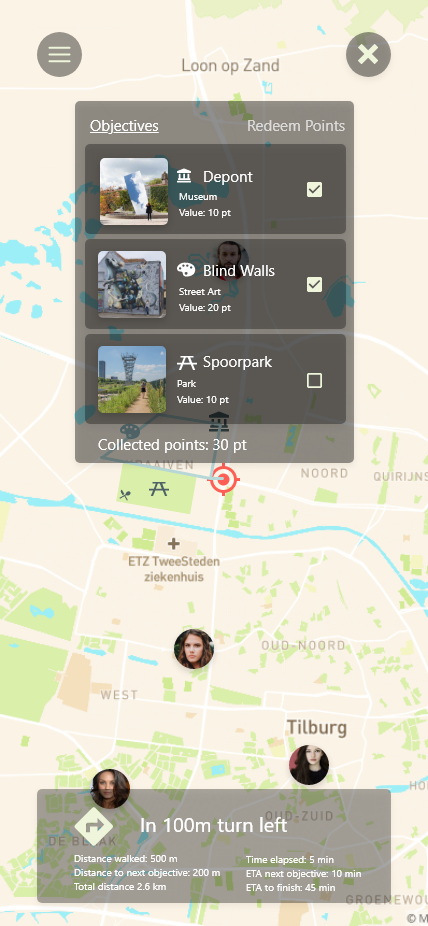 Loon op Zand
Objectives
Redeem Points
Depont
Museum
Value: 10 pt
Blind Walls
Street Art
Value: 20 pt
Spoorpark
Park
Value: 10 pt
Collected points: 30 pt
NOORD
QUIRIJNS
ETZ TweeSteden
ziekenhuis
OUD-NOORD
WEST
Tilburg
OUD-ZUID
In 100m turn left
DE BLAAK
Distance walked: 500 m
Distance to next objective: 200 m
Total distance 2.6 km
Time elapsed: 5 min
ETA next objective: 10 min
ETA to finish: 45 min
GROENEWOU
© M